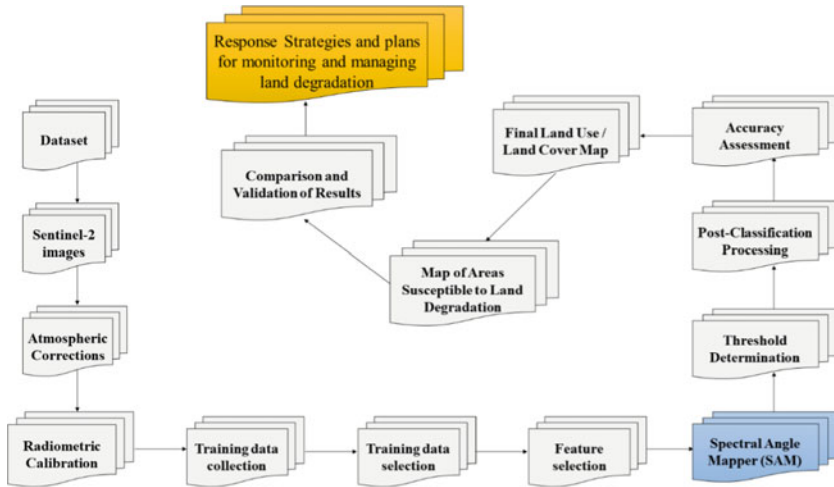 Response Strategies and plans
for monitoring and managing
land degradation
Dataset
Sentinel-2
images
Atmospheric
Corrections
Radiometric
Calibration
Training data
collection
Training data
selection
Feature
selection
Spectral Angle
Mapper (SAM)
Threshold
Determination
Post-Classification
Processing
Accuracy
Assessment
Final Land Use /
Land Cover Map
Map of Areas
Susceptible to Land
Degradation
Comparison and
Validation of Results